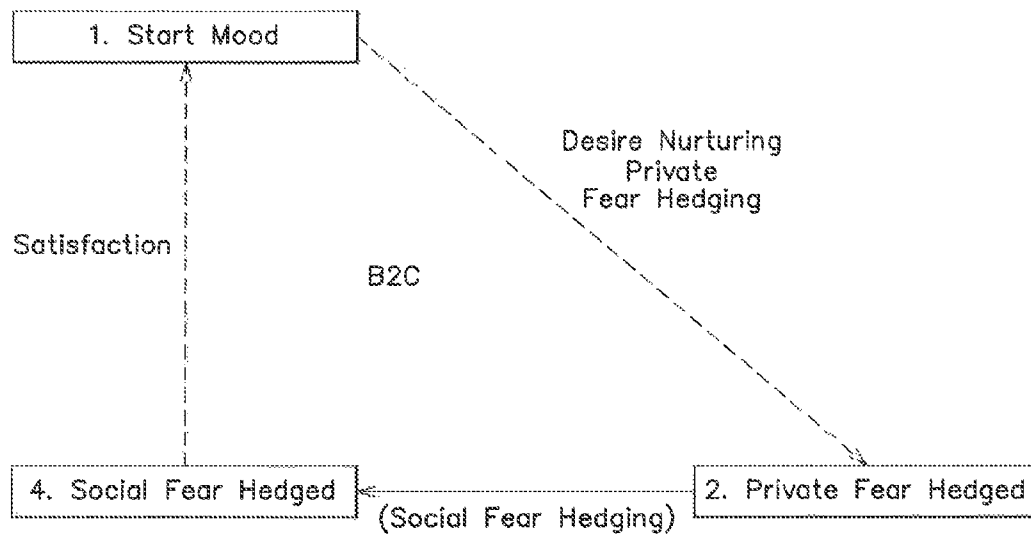 1. Start Mood
Desire Nurturing
Private
Fear Hedging
Satisfaction
B2C
4. Social Fear Hedged
2. Private Fear Hedged
(Social Fear Hedging)